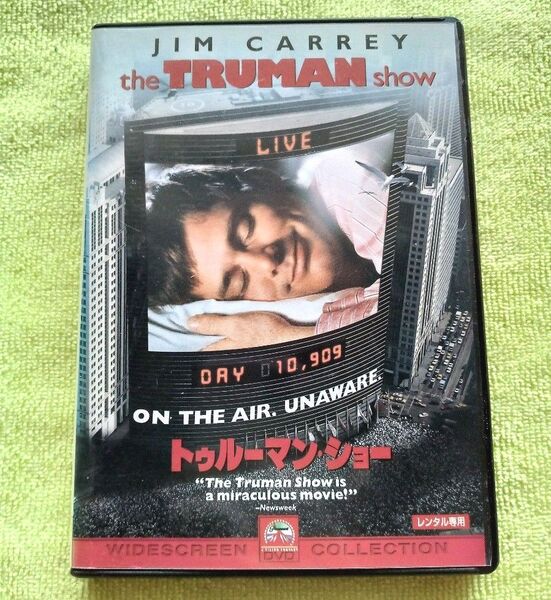 JIM CARREY
the TRUMAN show
LIVE
DAY 10,909
ON THE AIR. UNAWARE.
トゥルーマン・ショー
"The Truman Show is
a miraculous movie!"
–Newsweek
レンタル専用
WIDESCREEN DVD COLLECTION